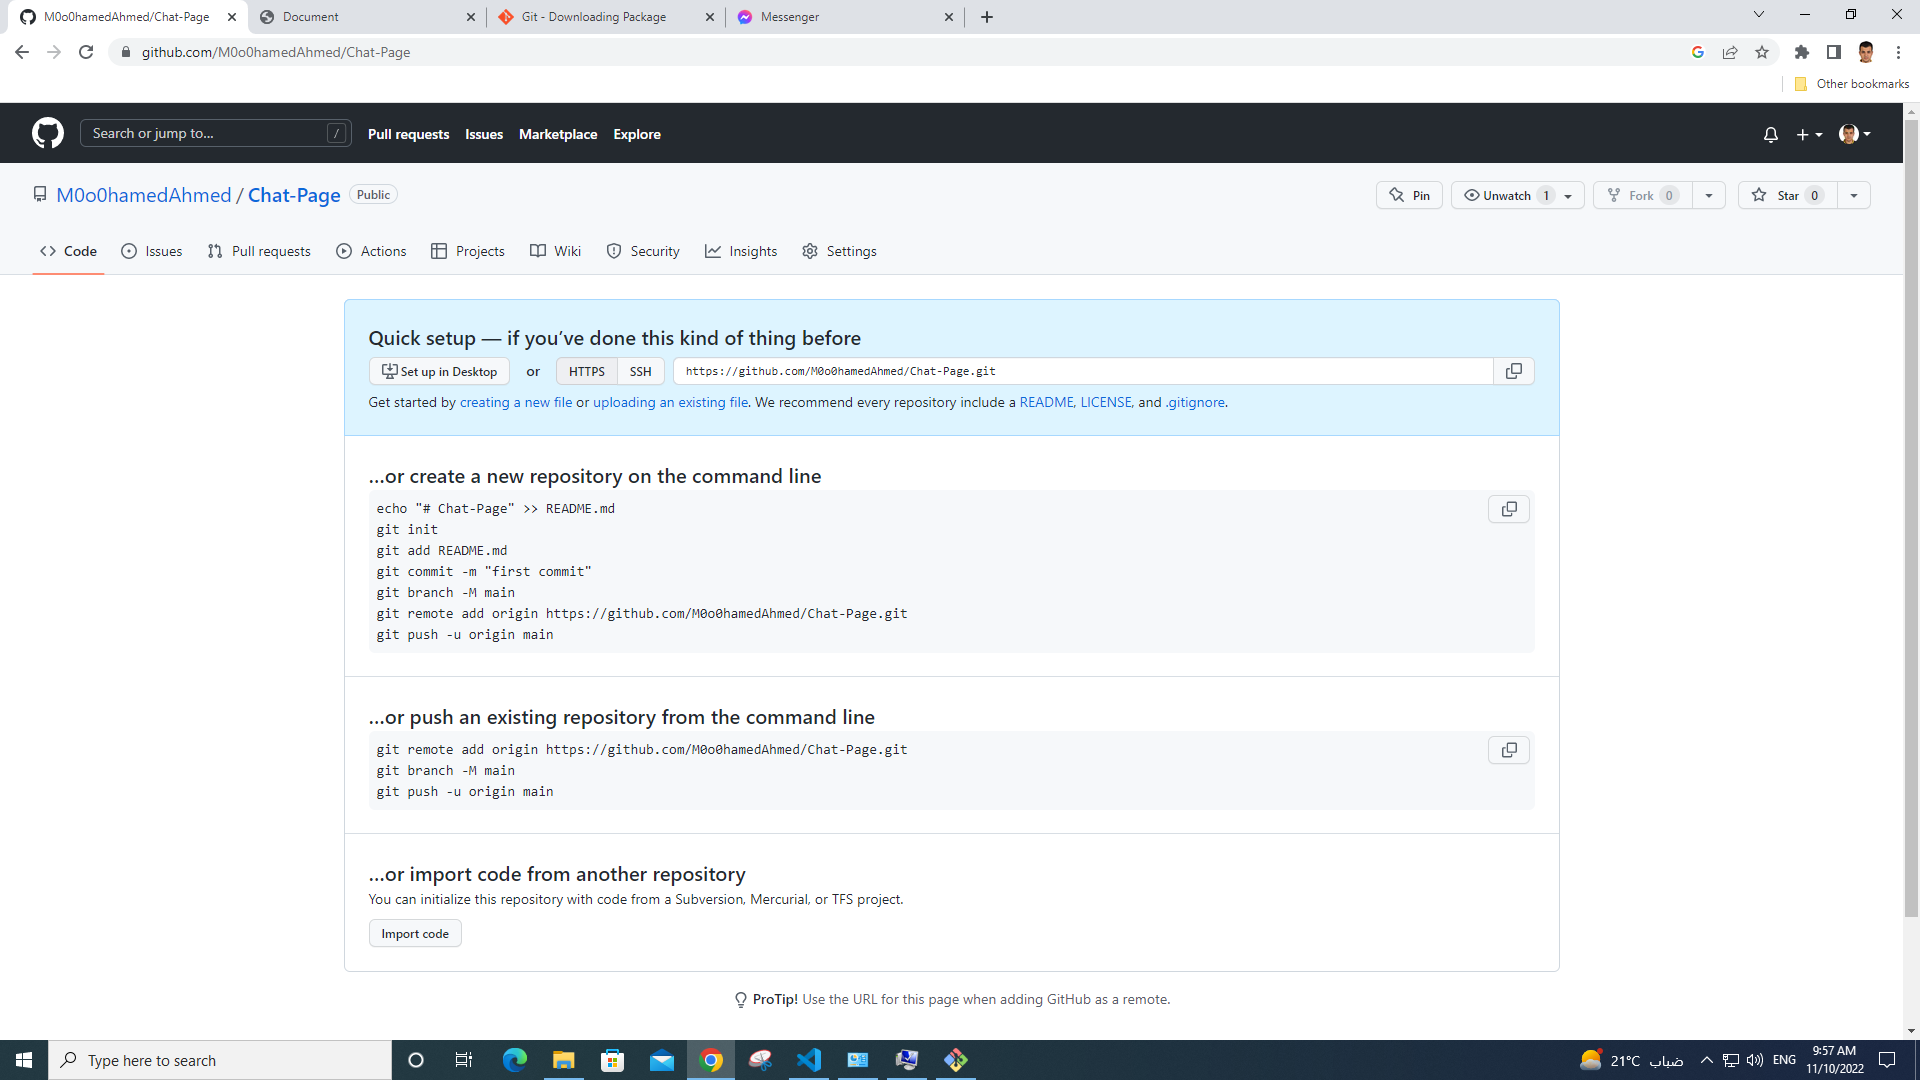 M0o0hamedAhmed/Chat-Page
Document
Git - Downloading Package
Messenger
github.com/M0o0hamedAhmed/Chat-Page
Other bookmarks
Search or jump to...
/
Pull requests
Issues
Marketplace
Explore
M0o0hamedAhmed / Chat-Page
Public
Pin
Unwatch 1
Fork 0
Star 0
Code
Issues
Pull requests
Actions
Projects
Wiki
Security
Insights
Settings
Quick setup — if you’ve done this kind of thing before
Set up in Desktop
or
HTTPS
SSH
https://github.com/M0o0hamedAhmed/Chat-Page.git
Get started by creating a new file or uploading an existing file. We recommend every repository include a README, LICENSE, and .gitignore.
…or create a new repository on the command line
echo "# Chat-Page" >> README.md
git init
git add README.md
git commit -m "first commit"
git branch -M main
git remote add origin https://github.com/M0o0hamedAhmed/Chat-Page.git
git push -u origin main
…or push an existing repository from the command line
git remote add origin https://github.com/M0o0hamedAhmed/Chat-Page.git
git branch -M main
git push -u origin main
…or import code from another repository
You can initialize this repository with code from a Subversion, Mercurial, or TFS project.
Import code
ProTip! Use the URL for this page when adding GitHub as a remote.
Type here to search
21°C ضباب
ENG
9:57 AM
11/10/2022